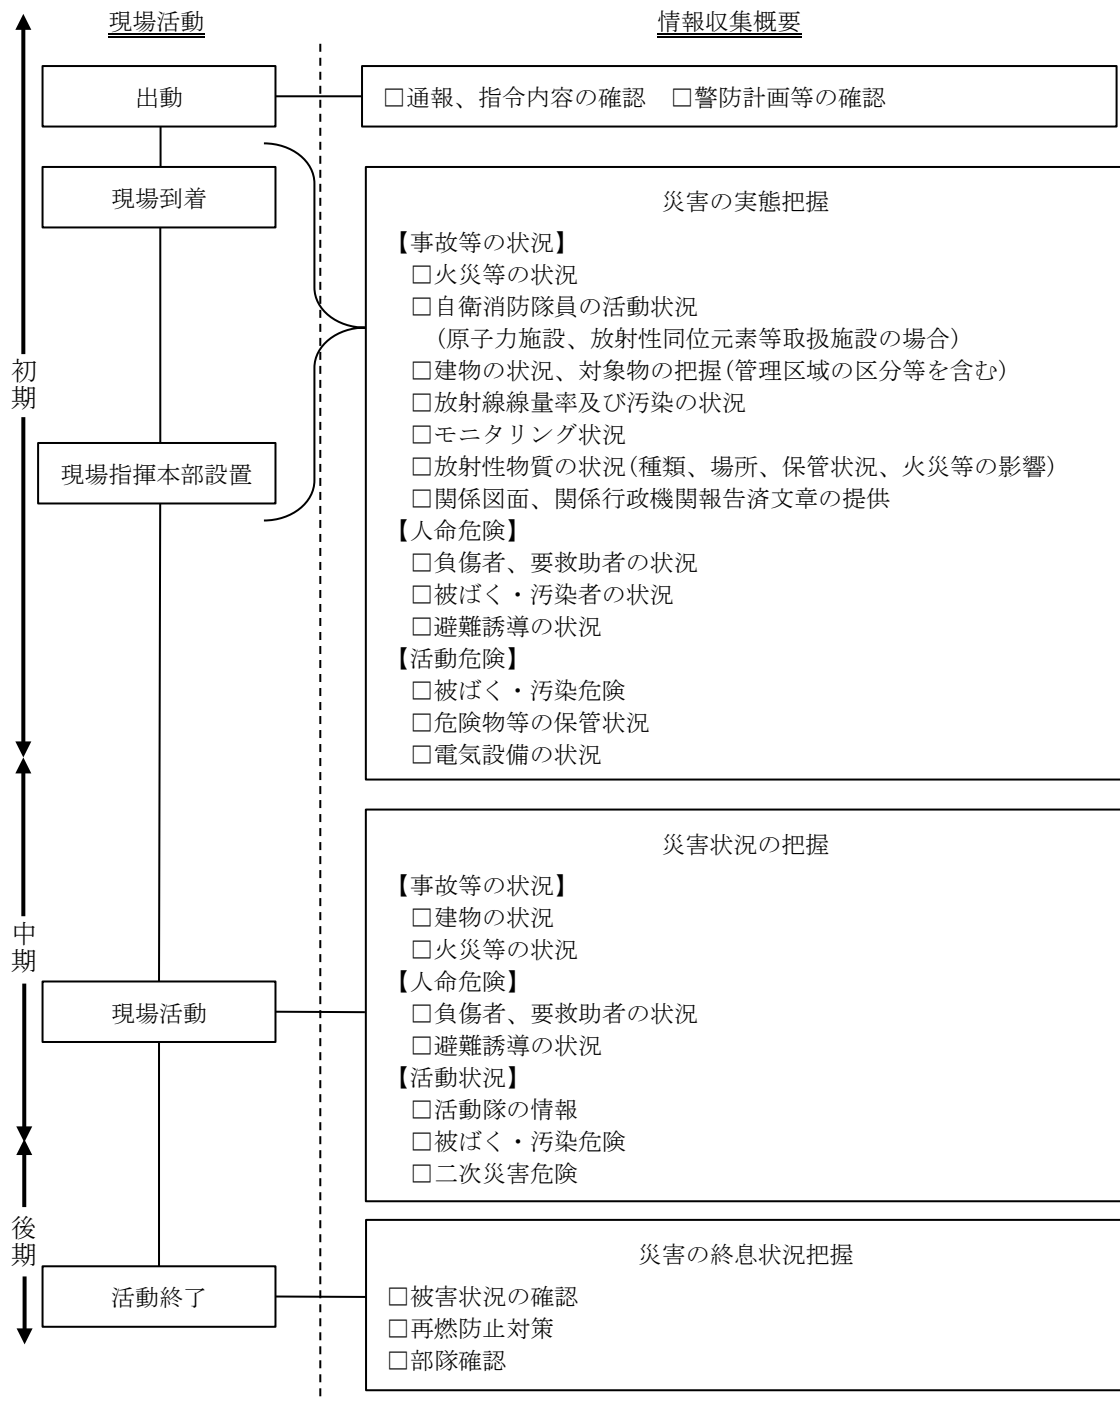 現場活動
情報収集概要
出動
□通報、指令内容の確認　□警防計画等の確認
現場到着
災害の実態把握
【事故等の状況】
□火災等の状況
□自衛消防隊員の活動状況
(原子力施設、放射性同位元素等取扱施設の場合)
□建物の状況、対象物の把握(管理区域の区分等を含む)
□放射線線量率及び汚染の状況
□モニタリング状況
□放射性物質の状況(種類、場所、保管状況、火災等の影響)
□関係図面、関係行政機関報告済文章の提供
【人命危険】
□負傷者、要救助者の状況
□被ばく・汚染者の状況
□避難誘導の状況
【活動危険】
□被ばく・汚染危険
□危険物等の保管状況
□電気設備の状況
初期
現場指揮本部設置
災害状況の把握
【事故等の状況】
□建物の状況
□火災等の状況
【人命危険】
□負傷者、要救助者の状況
□避難誘導の状況
【活動状況】
□活動隊の情報
□被ばく・汚染危険
□二次災害危険
中期
現場活動
災害の終息状況把握
□被害状況の確認
□再燃防止対策
□部隊確認
後期
活動終了